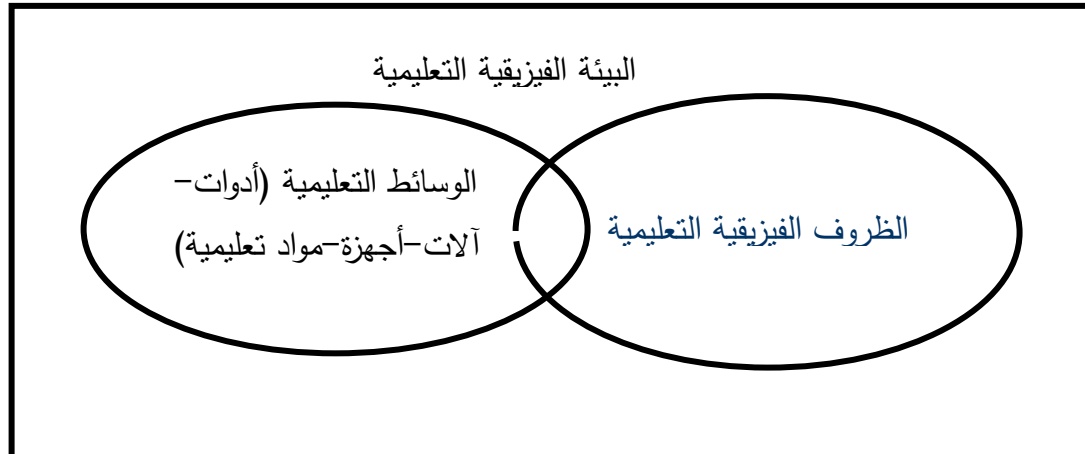 البيئة الفيزيقية التعليمية
الوسائط التعليمية (أدوات-
آلات-أجهزة-مواد تعليمية)
الظروف الفيزيقية التعليمية